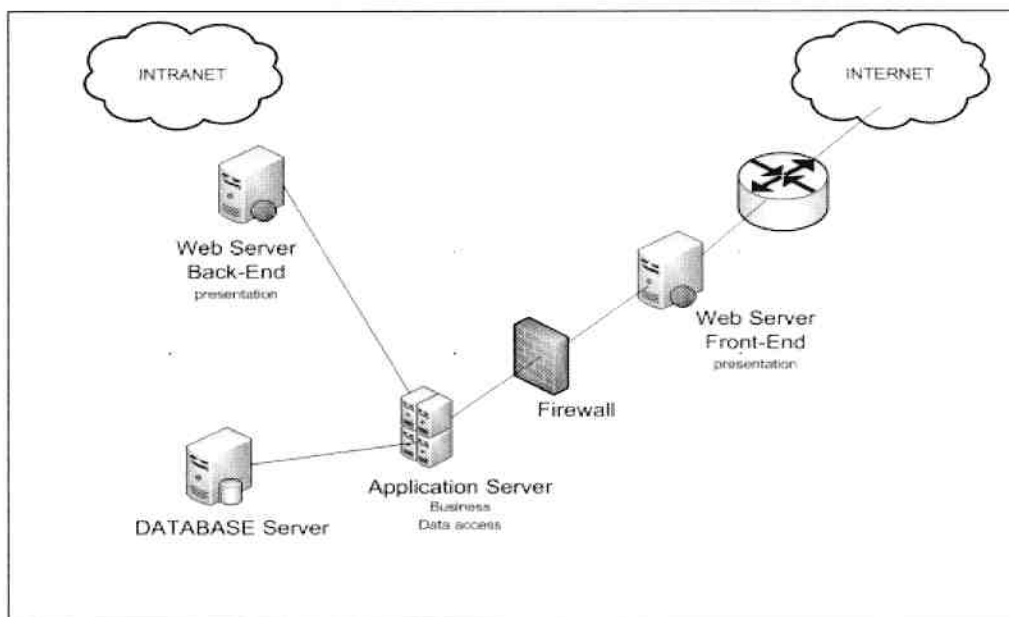 INTRANET
INTERNET
Web Server
Back-End
presentation
Web Server
Front-End
presentation
Firewall
Application Server
Business
Data access
DATABASE Server